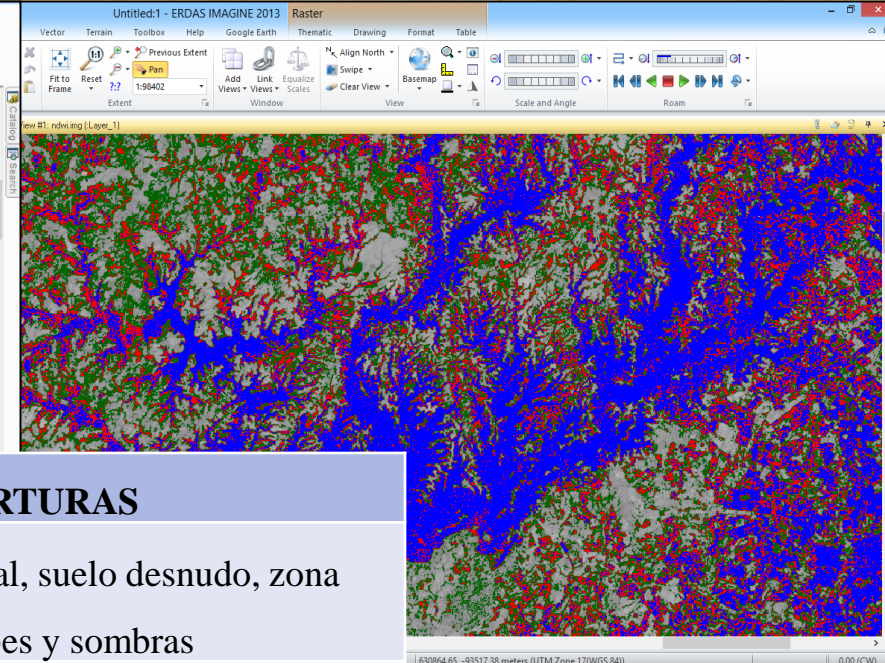 Untitled:1 - ERDAS IMAGINE 2013 Raster
Vector Terrain Toolbox Help Google Earth Thematic Drawing Format Table
Fit to Frame
1:1
Reset
Previous Extent
Pan
?:? 1:98402
Extent
Add Views
Link Views
Equalize Scales
Window
Align North
Swipe
Clear View
Basemap
View
Scale and Angle
Roam
Catalog
Search
View #1: ndwi.img (:Layer_1)
RTURAS
al, suelo desnudo, zona
es y sombras
630864.65, -93517.38 meters (UTM Zone 17(WGS 84))
0.00 (CW)